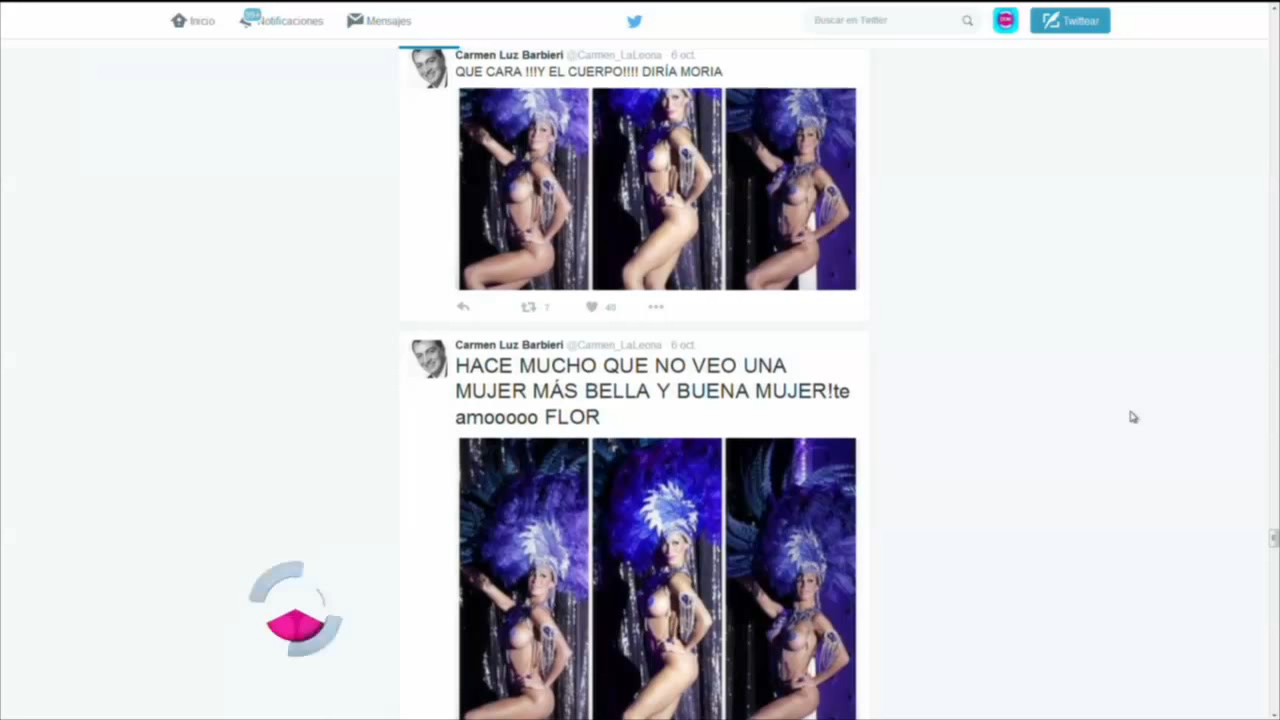 Inicio
Notificaciones
Mensajes
Buscar en Twitter
Twittear
Carmen Luz Barbieri @Carmen_LaLeona · 6 oct.
QUE CARA !!!Y EL CUERPO!!!! DIRÍA MORIA
7
Carmen Luz Barbieri @Carmen_LaLeona · 6 oct.
HACE MUCHO QUE NO VEO UNA
MUJER MÁS BELLA Y BUENA MUJER!te
amooooo FLOR